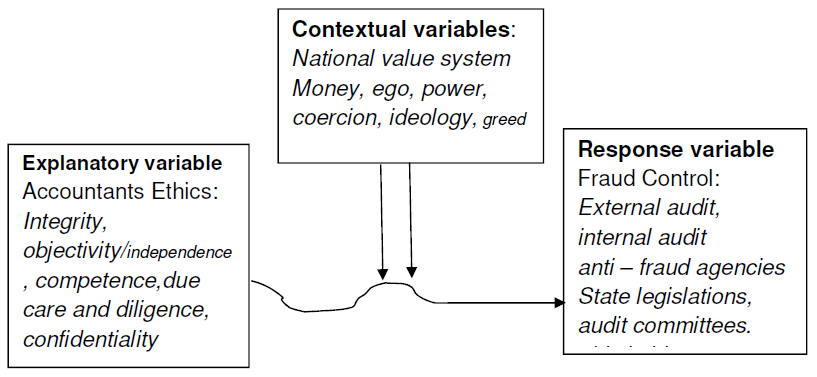 Contextual variables:
National value system
Money, ego, power,
coercion, ideology, greed
Explanatory variable
Accountants Ethics:
Integrity,
objectivity/independence
, competence,due
care and diligence,
confidentiality
Response variable
Fraud Control:
External audit,
internal audit
anti – fraud agencies
State legislations,
audit committees.